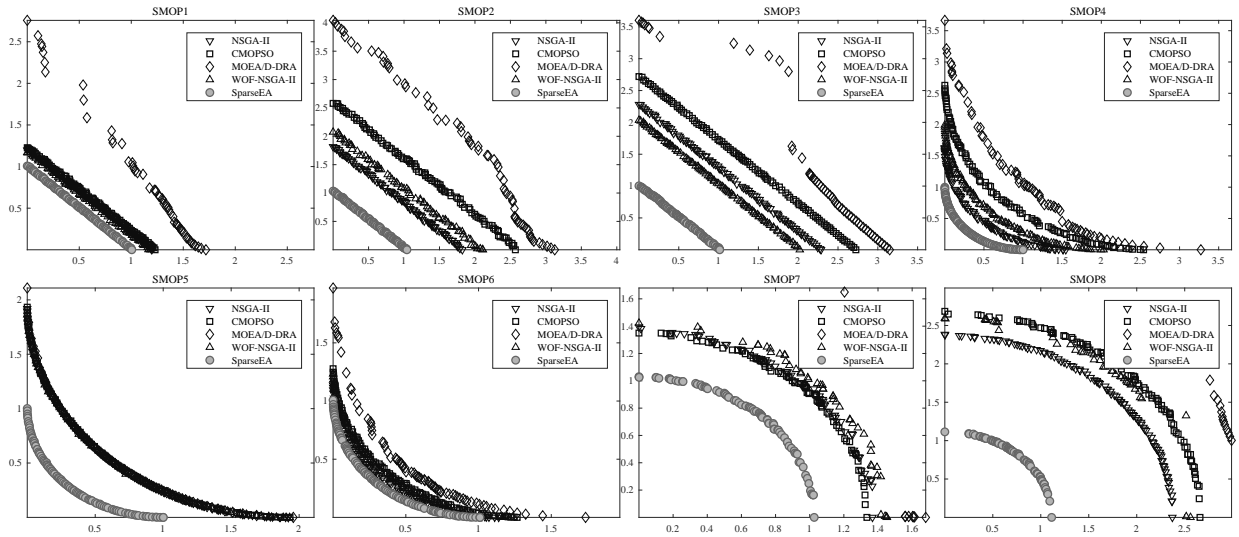 SMOP1
SMOP2
SMOP3
SMOP4
2.5
2
1.5
1
0.5
0.5 1 1.5 2 2.5
NSGA-II
CMOPSO
MOEA/D-DRA
WOF-NSGA-II
SparseEA
4
3.5
3
2.5
2
1.5
1
0.5
0.5 1 1.5 2 2.5 3 3.5 4
NSGA-II
CMOPSO
MOEA/D-DRA
WOF-NSGA-II
SparseEA
3.5
3
2.5
2
1.5
1
0.5
0.5 1 1.5 2 2.5 3 3.5
NSGA-II
CMOPSO
MOEA/D-DRA
WOF-NSGA-II
SparseEA
3.5
3
2.5
2
1.5
1
0.5
0.5 1 1.5 2 2.5 3 3.5
NSGA-II
CMOPSO
MOEA/D-DRA
WOF-NSGA-II
SparseEA
SMOP5
SMOP6
SMOP7
SMOP8
2
1.5
1
0.5
0.5 1 1.5 2
NSGA-II
CMOPSO
MOEA/D-DRA
WOF-NSGA-II
SparseEA
2
1.5
1
0.5
0.5 1.0 1.5
NSGA-II
CMOPSO
MOEA/D-DRA
WOF-NSGA-II
SparseEA
1.6
1.4
1.2
1.0
0.8
0.6
0.4
0.2
0.2 0.4 0.6 0.8 1.0 1.2 1.4 1.6
NSGA-II
CMOPSO
MOEA/D-DRA
WOF-NSGA-II
SparseEA
2.5
2
1.5
1
0.5
0.5 1 1.5 2 2.5
NSGA-II
CMOPSO
MOEA/D-DRA
WOF-NSGA-II
SparseEA